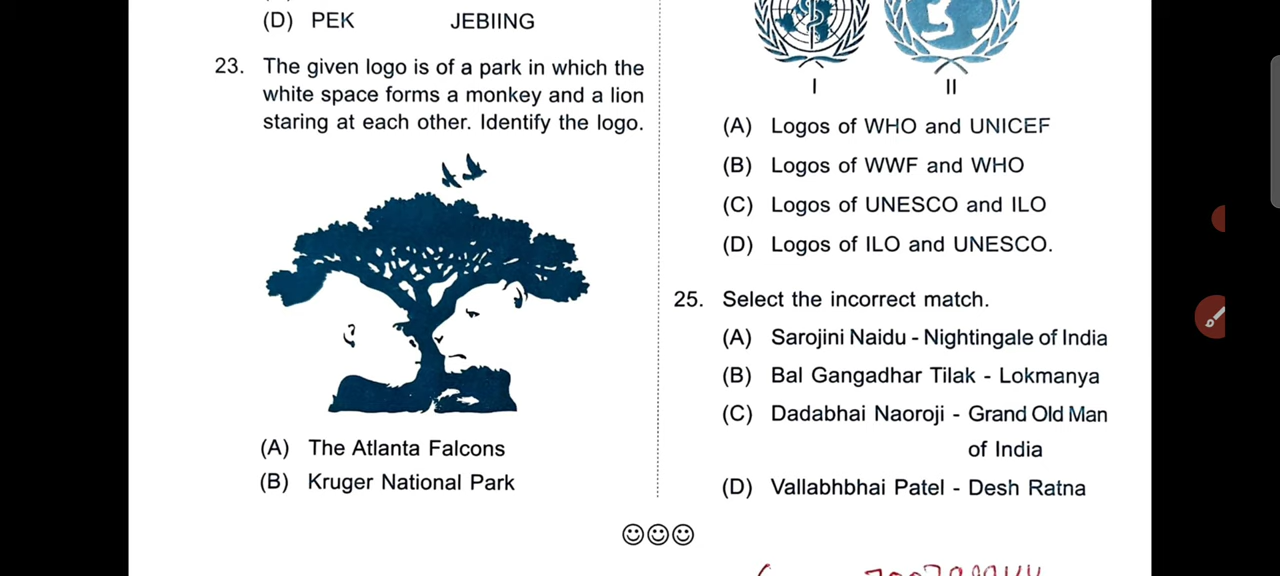 (D) PEK JEBIING
23. The given logo is of a park in which the
white space forms a monkey and a lion
staring at each other. Identify the logo.
(A) The Atlanta Falcons
(B) Kruger National Park
I II
(A) Logos of WHO and UNICEF
(B) Logos of WWF and WHO
(C) Logos of UNESCO and ILO
(D) Logos of ILO and UNESCO.
25. Select the incorrect match.
(A) Sarojini Naidu - Nightingale of India
(B) Bal Gangadhar Tilak - Lokmanya
(C) Dadabhai Naoroji - Grand Old Man
of India
(D) Vallabhbhai Patel - Desh Ratna